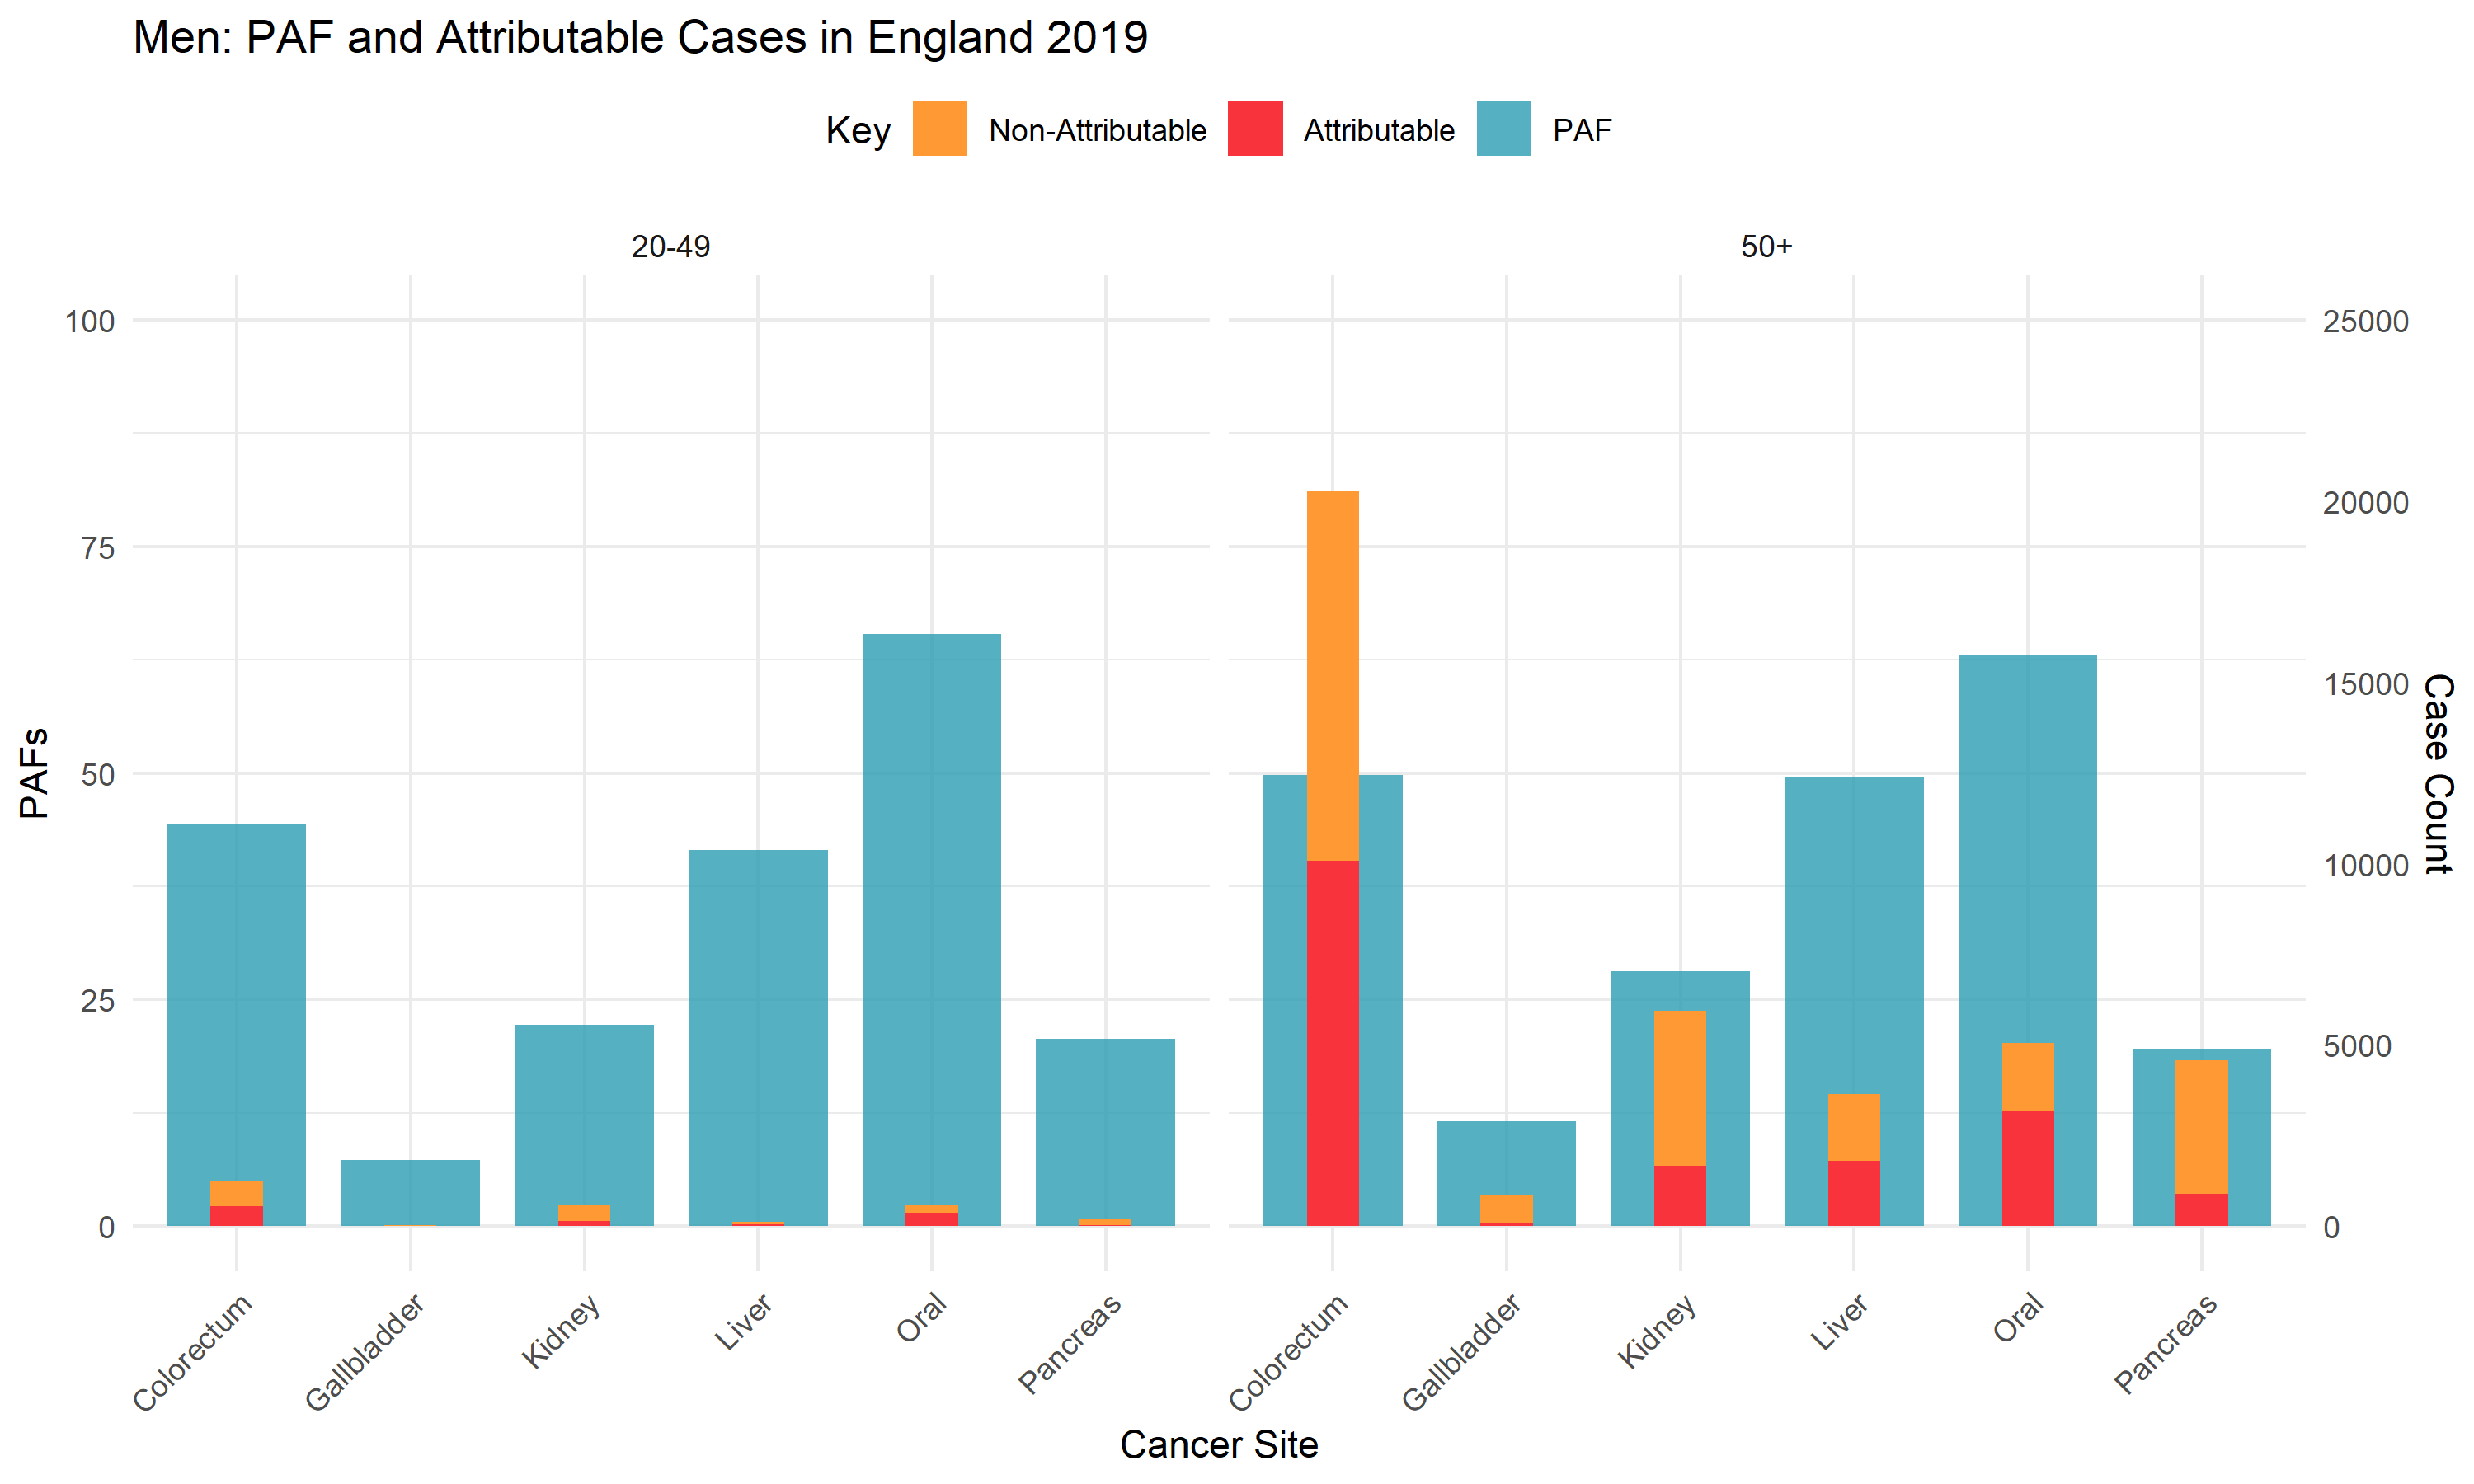 Men: PAF and Attributable Cases in England 2019
Key Non-Attributable Attributable PAF
20-49 50+
100 25000
20000
75
15000
50
10000
25
5000
0 0
PAFs
Case Count
Colorectum Gallbladder Kidney Liver Oral Pancreas Colorectum Gallbladder Kidney Liver Oral Pancreas
Cancer Site